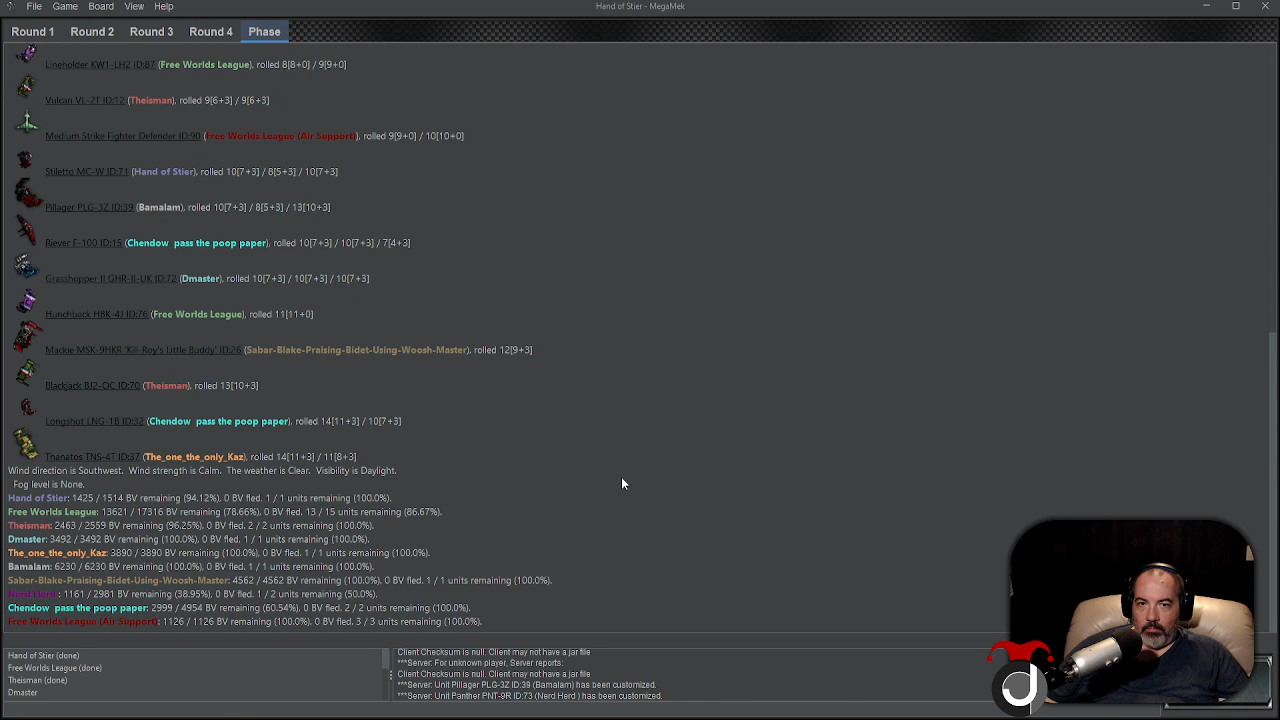 File Game Board View Help
Hand of Stier - MegaMek
Round 1 Round 2 Round 3 Round 4 Phase
Lineholder KW1-LH2 ID:87 (Free Worlds League), rolled 8[8+0] / 9[9+0]
Vulcan VL-2T ID:12 (Theisman), rolled 9[6+3] / 9[6+3]
Medium Strike Fighter Defender ID:90 (Free Worlds League (Air Support)), rolled 9[9+0] / 10[10+0]
Stiletto MC-W ID:71 (Hand of Stier), rolled 10[7+3] / 8[5+3] / 10[7+3]
Pillager PLG-3Z ID:39 (Bamalam), rolled 10[7+3] / 8[5+3] / 13[10+3]
Riever F-100 ID:15 (Chendow pass the poop paper), rolled 10[7+3] / 10[7+3] / 7[4+3]
Grasshopper II GHR-II-UK ID:72 (Dmaster), rolled 10[7+3] / 10[7+3] / 10[7+3]
Hunchback HBK-4J ID:76 (Free Worlds League), rolled 11[11+0]
Mackie MSK-9HKR 'Kill-Roy's Little Buddy' ID:26 (Sabar-Blake-Praising-Bidet-Using-Woosh-Master), rolled 12[9+3]
Blackjack BJ2-OC ID:70 (Theisman), rolled 13[10+3]
Longshot LNG-1B ID:32 (Chendow pass the poop paper), rolled 14[11+3] / 10[7+3]
Thanatos TNS-4T ID:37 (The_one_the_only_Kaz), rolled 14[11+3] / 11[8+3]
Wind direction is Southwest. Wind strength is Calm. The weather is Clear. Visibility is Daylight.
Fog level is None.
Hand of Stier: 1425 / 1514 BV remaining (94.12%), 0 BV fled. 1 / 1 units remaining (100.0%).
Free Worlds League: 13621 / 17316 BV remaining (78.66%), 0 BV fled. 13 / 15 units remaining (86.67%).
Theisman: 2463 / 2559 BV remaining (96.25%), 0 BV fled. 2 / 2 units remaining (100.0%).
Dmaster: 3492 / 3492 BV remaining (100.0%), 0 BV fled. 1 / 1 units remaining (100.0%).
The_one_the_only_Kaz: 3890 / 3890 BV remaining (100.0%), 0 BV fled. 1 / 1 units remaining (100.0%).
Bamalam: 6230 / 6230 BV remaining (100.0%), 0 BV fled. 1 / 1 units remaining (100.0%).
Sabar-Blake-Praising-Bidet-Using-Woosh-Master: 4562 / 4562 BV remaining (100.0%), 0 BV fled. 1 / 1 units remaining (100.0%).
Nerd Herd : 1161 / 2981 BV remaining (38.95%), 0 BV fled. 1 / 2 units remaining (50.0%).
Chendow pass the poop paper: 2999 / 4954 BV remaining (60.54%), 0 BV fled. 2 / 2 units remaining (100.0%).
Free Worlds League (Air Support): 1126 / 1126 BV remaining (100.0%), 0 BV fled. 3 / 3 units remaining (100.0%).
Hand of Stier (done)
Free Worlds League (done)
Theisman (done)
Dmaster
Client Checksum is null. Client may not have a jar file
***Server: For unknown player, Server reports:
Client Checksum is null. Client may not have a jar file
***Server: Unit Pillager PLG-3Z ID:39 (Bamalam) has been customized.
***Server: Unit Panther PNT-9R ID:73 (Nerd Herd ) has been customized.